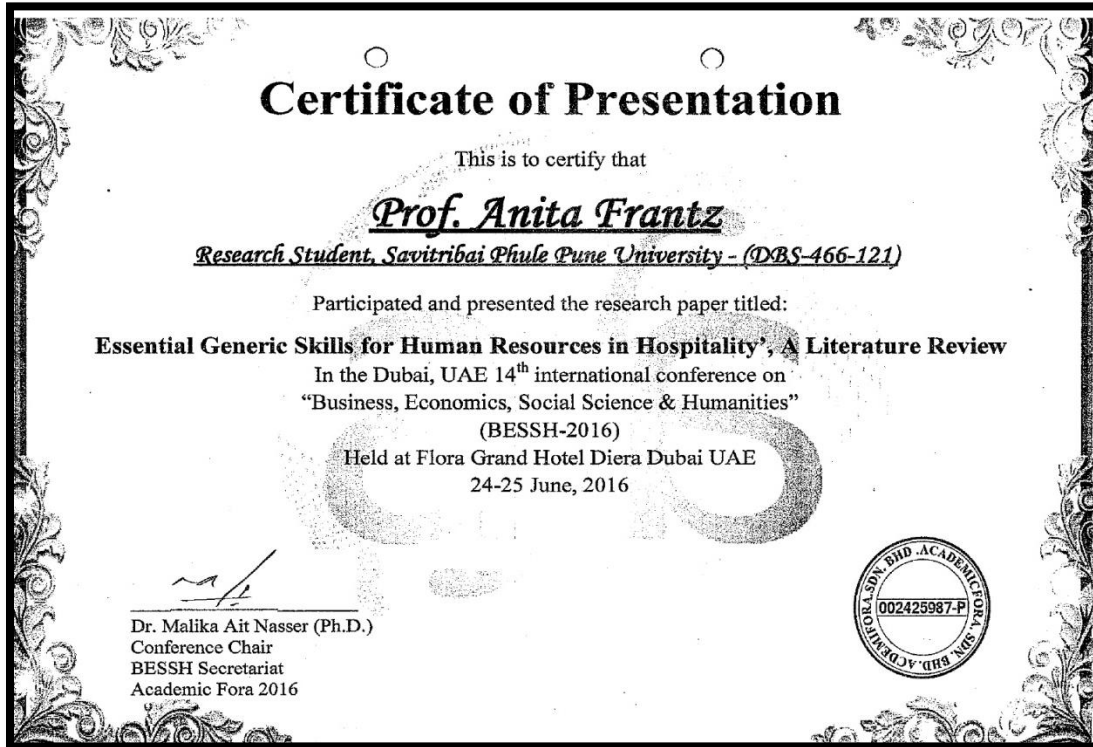 Certificate of Presentation
This is to certify that
Prof. Anita Frantz
Research Student, Savitribai Phule Pune University - (DBS-466-121)
Participated and presented the research paper titled:
Essential Generic Skills for Human Resources in Hospitality’, A Literature Review
In the Dubai, UAE 14th international conference on
“Business, Economics, Social Science & Humanities”
(BESSH-2016)
Held at Flora Grand Hotel Diera Dubai UAE
24-25 June, 2016
Dr. Malika Ait Nasser (Ph.D.)
Conference Chair
BESSH Secretariat
Academic Fora 2016
ACADEMICFORA. SDN. BHD.
002425987-P
ACDEMIFORA.SDN. BHD .